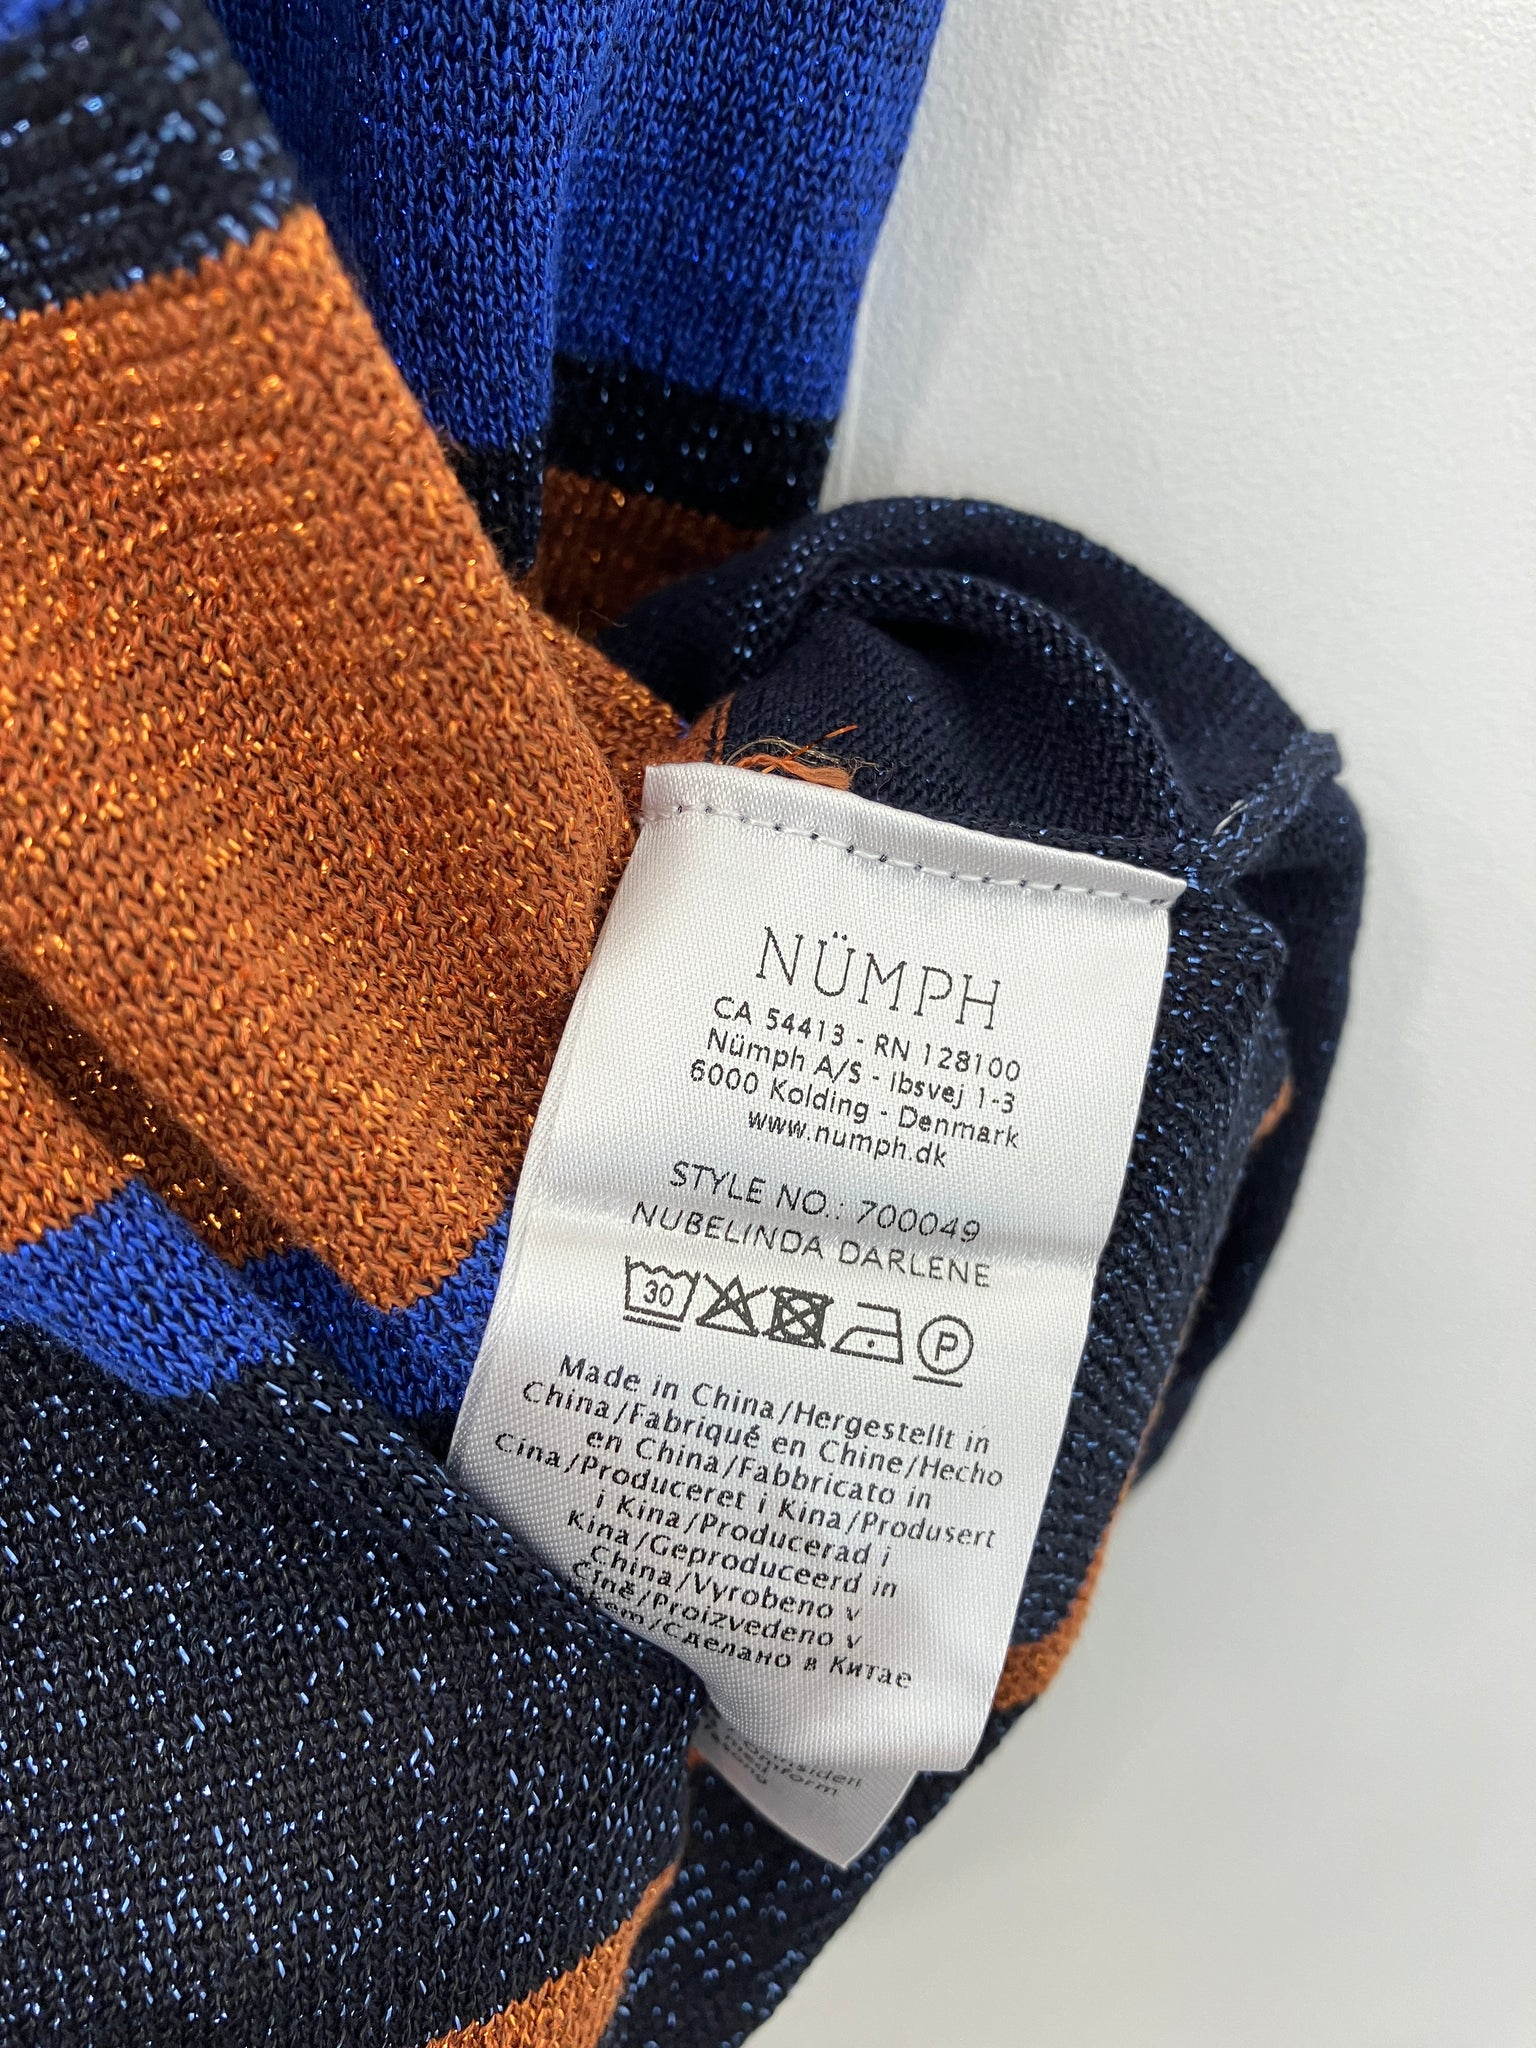 NÜMPH
CA 54413 - RN 128100
Nümph A/S - Ibsvej 1-3
6000 Kolding - Denmark
www.numph.dk
STYLE NO.: 700049
NUBELINDA DARLENE
30 P
Made in China/Hergestellt in
China/Fabriqué en Chine/Hecho
en China/Fabbricato in
Cina/Produceret i Kina/Produsert
i Kina/Producerad i
Kina/Geproduceerd in
China/Vyrobeno v
Číně/Proizvedeno v
Сделано в Китае